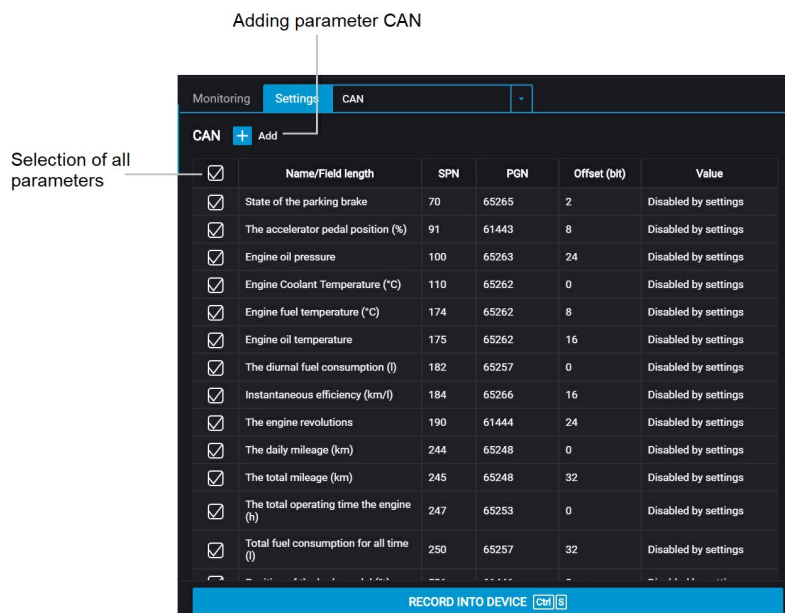 Adding parameter CAN
Monitoring Settings CAN
CAN + Add
Selection of all
parameters
Name/Field length SPN PGN Offset (bit) Value
State of the parking brake 70 65265 2 Disabled by settings
The accelerator pedal position (%) 91 61443 8 Disabled by settings
Engine oil pressure 100 65263 24 Disabled by settings
Engine Coolant Temperature (°C) 110 65262 0 Disabled by settings
Engine fuel temperature (°C) 174 65262 8 Disabled by settings
Engine oil temperature 175 65262 16 Disabled by settings
The diurnal fuel consumption (l) 182 65257 0 Disabled by settings
Instantaneous efficiency (km/l) 184 65266 16 Disabled by settings
The engine revolutions 190 61444 24 Disabled by settings
The daily mileage (km) 244 65248 0 Disabled by settings
The total mileage (km) 245 65248 32 Disabled by settings
The total operating time the engine
(h) 247 65253 0 Disabled by settings
Total fuel consumption for all time
(l) 250 65257 32 Disabled by settings
RECORD INTO DEVICE Ctrl S